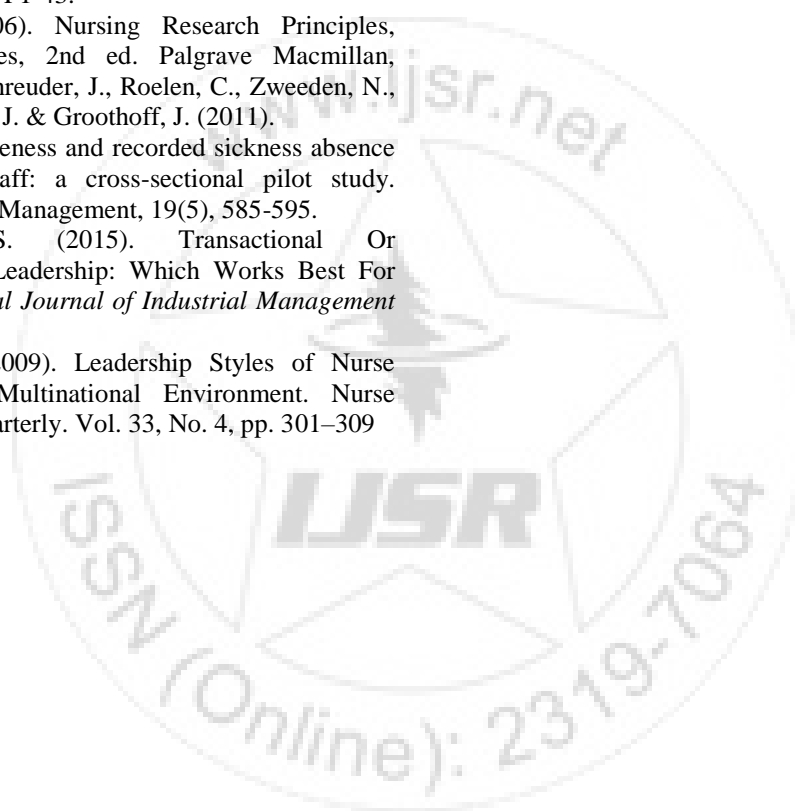 06). Nursing Research Principles,
es, 2nd ed. Palgrave Macmillan,
hreuder, J., Roelen, C., Zweeden, N.,
J. & Groothoff, J. (2011).
eness and recorded sickness absence
aff: a cross-sectional pilot study.
Management, 19(5), 585-595.
S. (2015). Transactional Or
Leadership: Which Works Best For
al Journal of Industrial Management
2009). Leadership Styles of Nurse
Multinational Environment. Nurse
arterly. Vol. 33, No. 4, pp. 301–309
www.ijsr.net
IJSR
ISSN (Online): 2319-7064